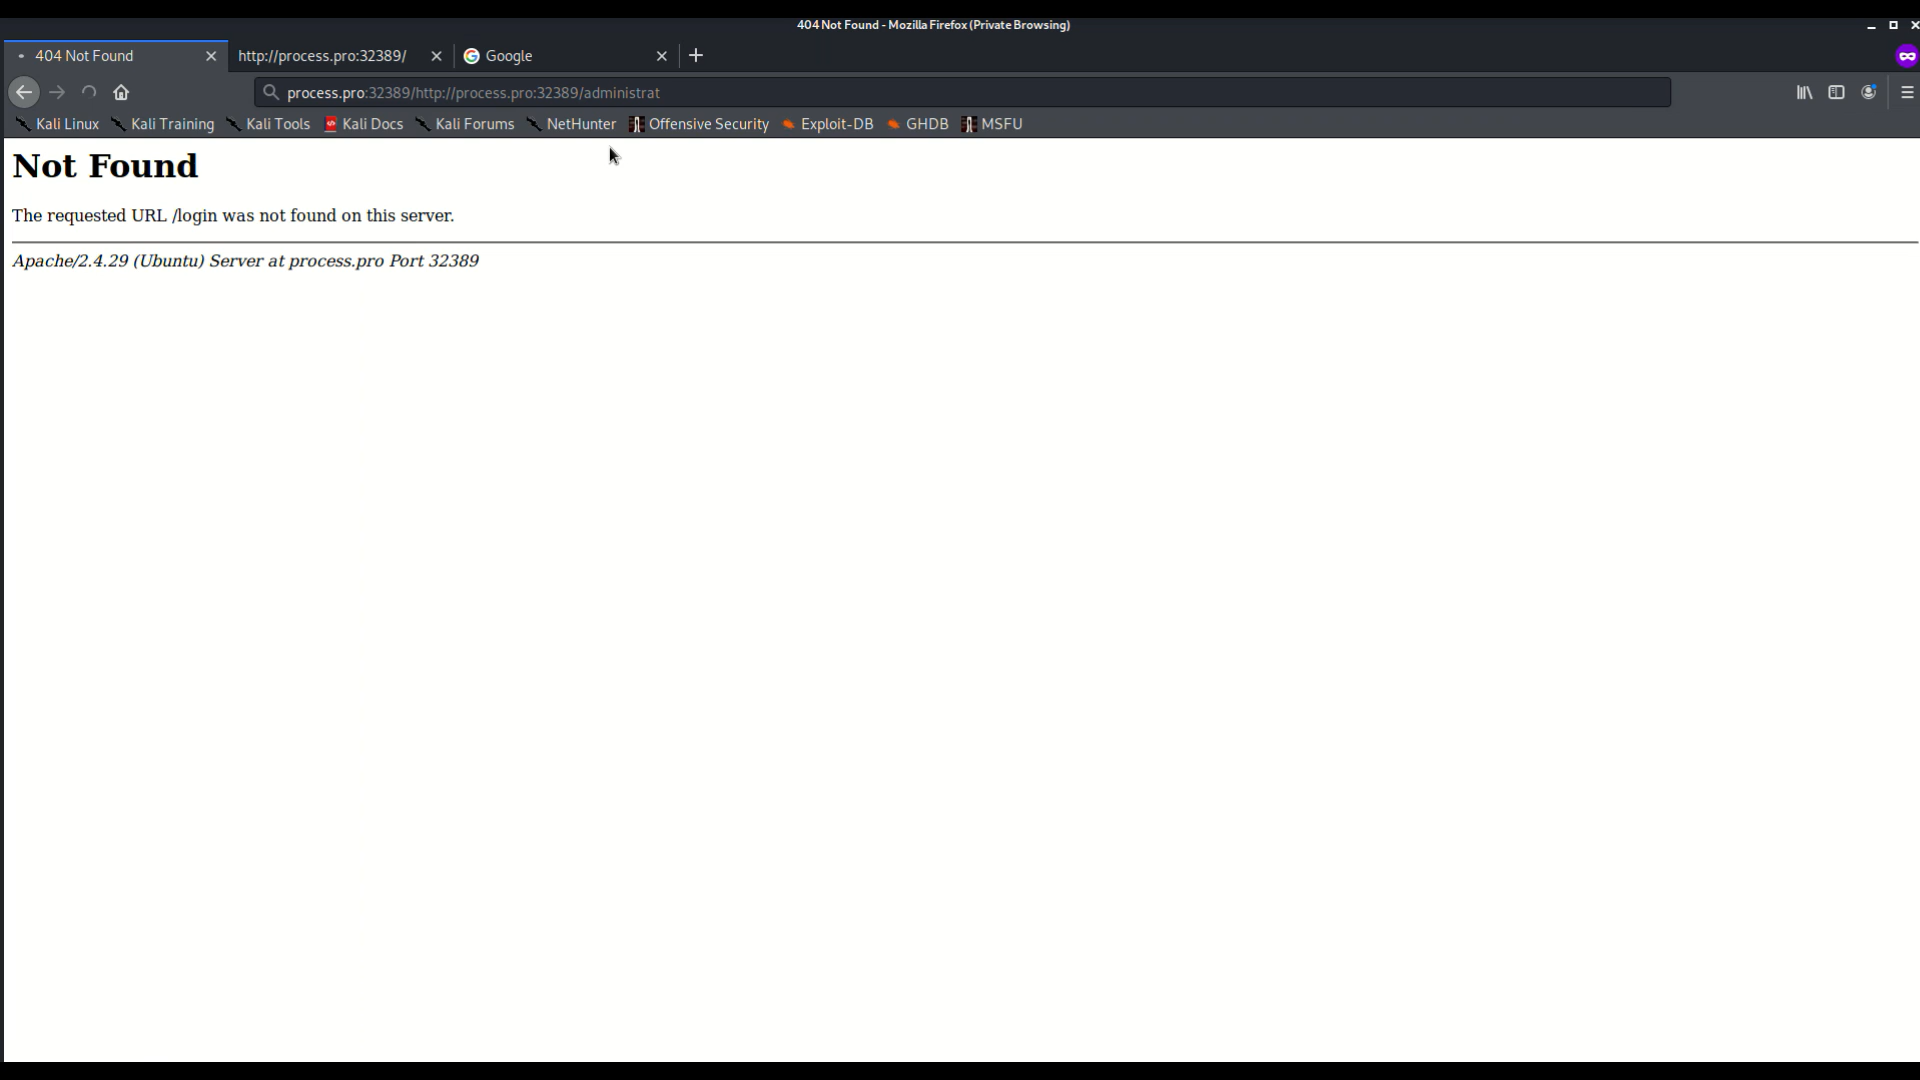 404 Not Found - Mozilla Firefox (Private Browsing)
404 Not Found
http://process.pro:32389/
Google
process.pro:32389/http://process.pro:32389/administrat
Kali Linux Kali Training Kali Tools Kali Docs Kali Forums NetHunter Offensive Security Exploit-DB GHDB MSFU
Not Found
The requested URL /login was not found on this server.
Apache/2.4.29 (Ubuntu) Server at process.pro Port 32389